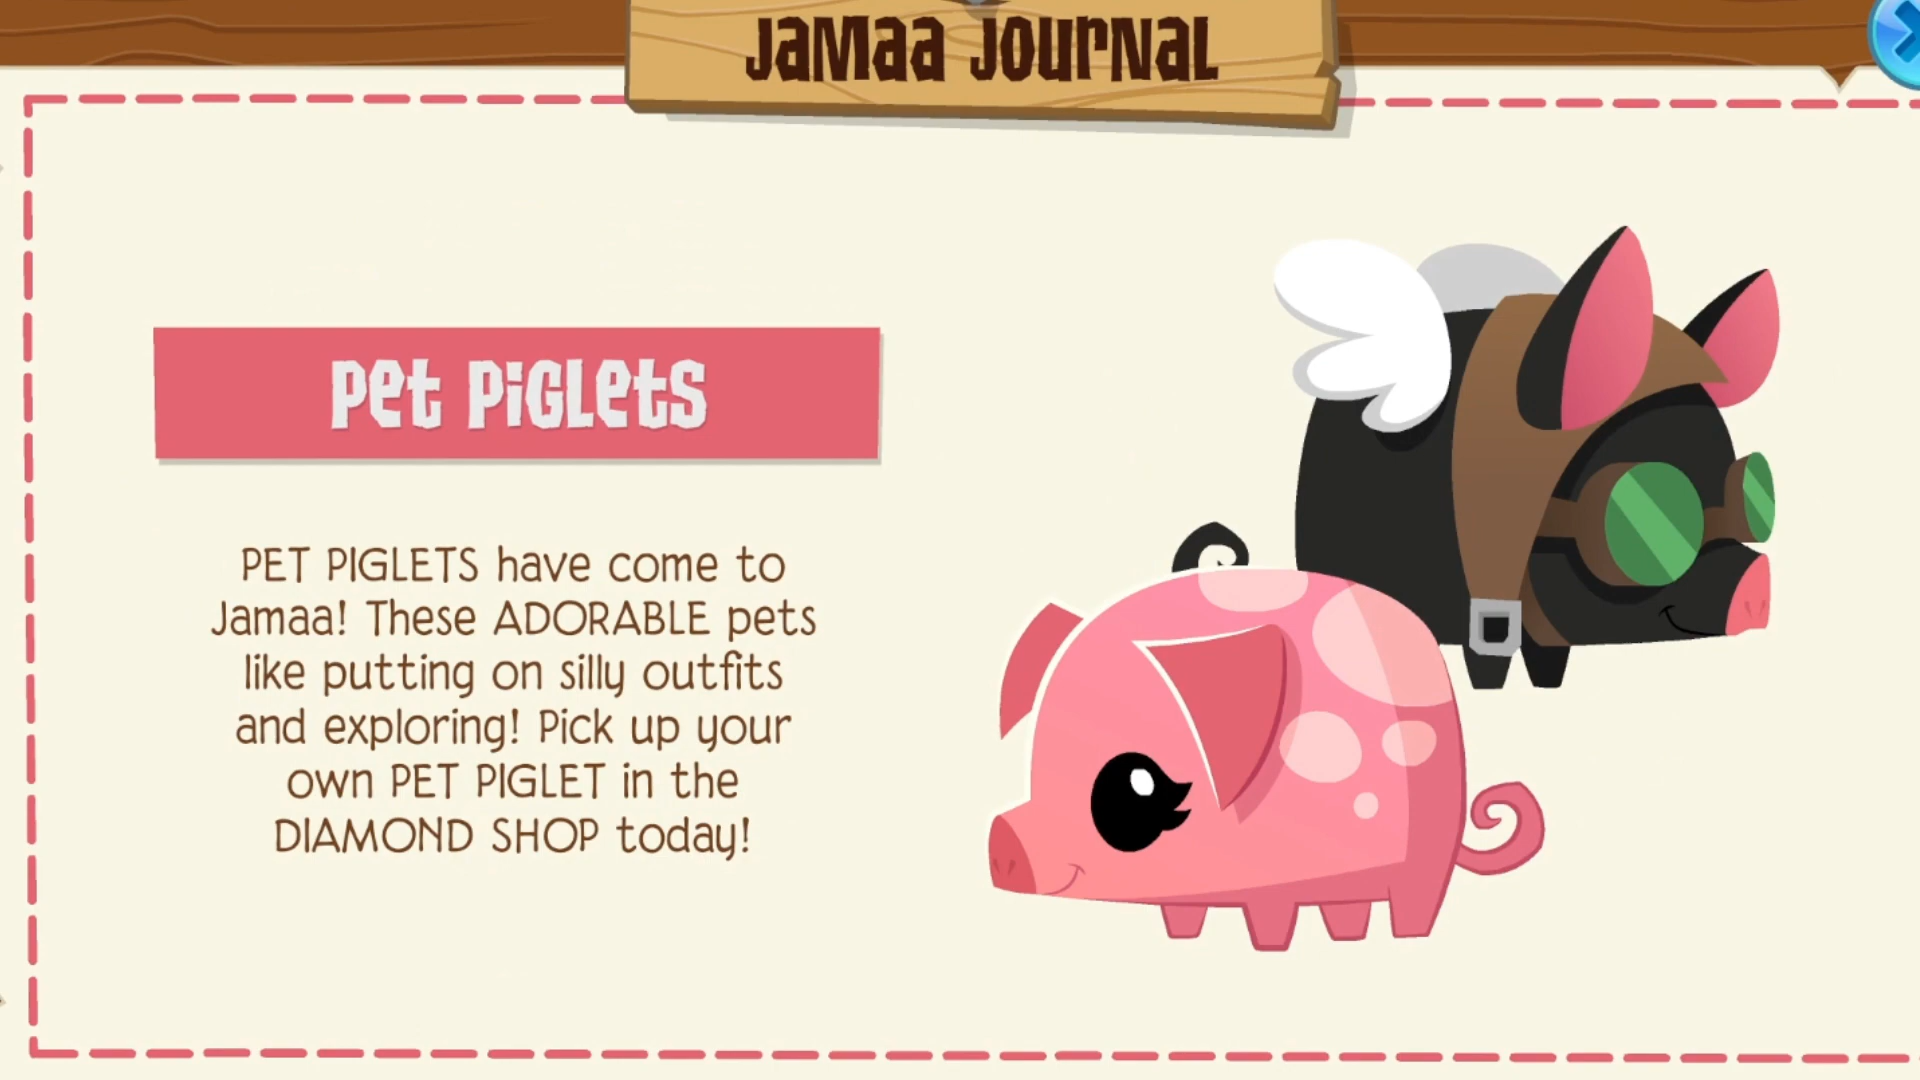 Jamaa Journal
Pet Piglets
PET PIGLETS have come to
Jamaa! These ADORABLE pets
like putting on silly outfits
and exploring! Pick up your
own PET PIGLET in the
DIAMOND SHOP today!